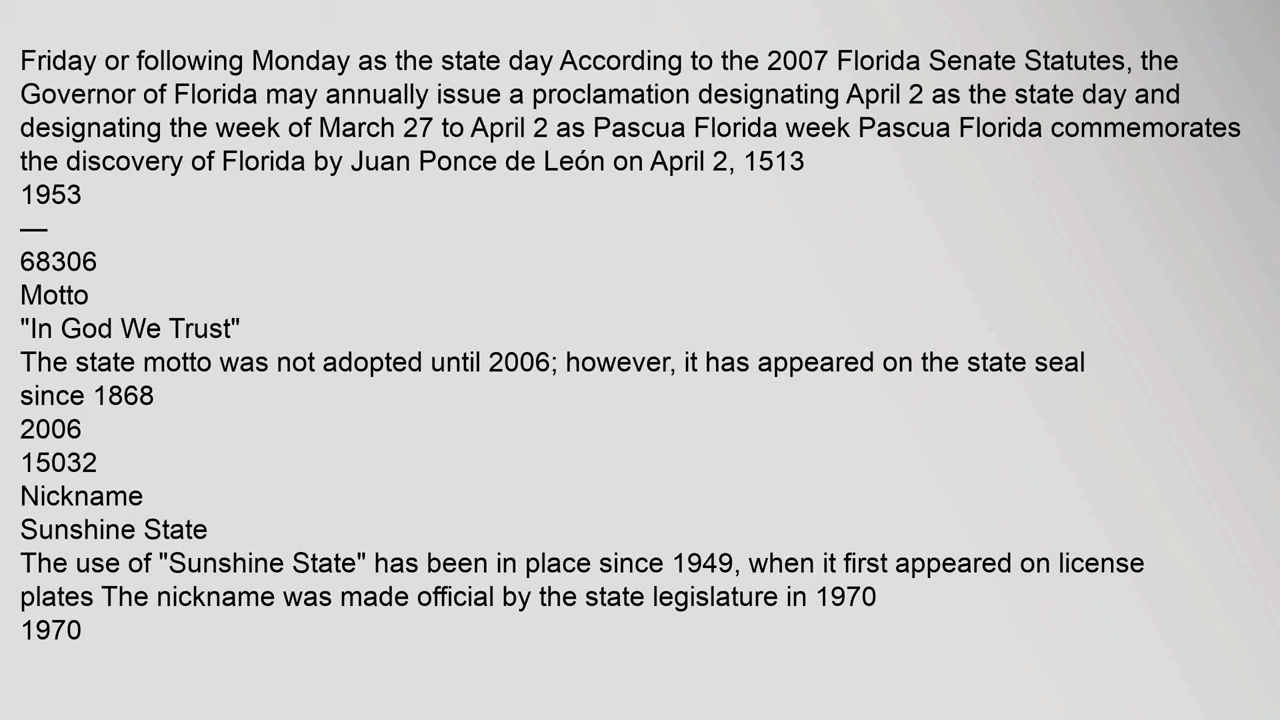 Friday or following Monday as the state day According to the 2007 Florida Senate Statutes, the
Governor of Florida may annually issue a proclamation designating April 2 as the state day and
designating the week of March 27 to April 2 as Pascua Florida week Pascua Florida commemorates
the discovery of Florida by Juan Ponce de León on April 2, 1513
1953
—
68306
Motto
"In God We Trust"
The state motto was not adopted until 2006; however, it has appeared on the state seal
since 1868
2006
15032
Nickname
Sunshine State
The use of "Sunshine State" has been in place since 1949, when it first appeared on license
plates The nickname was made official by the state legislature in 1970
1970